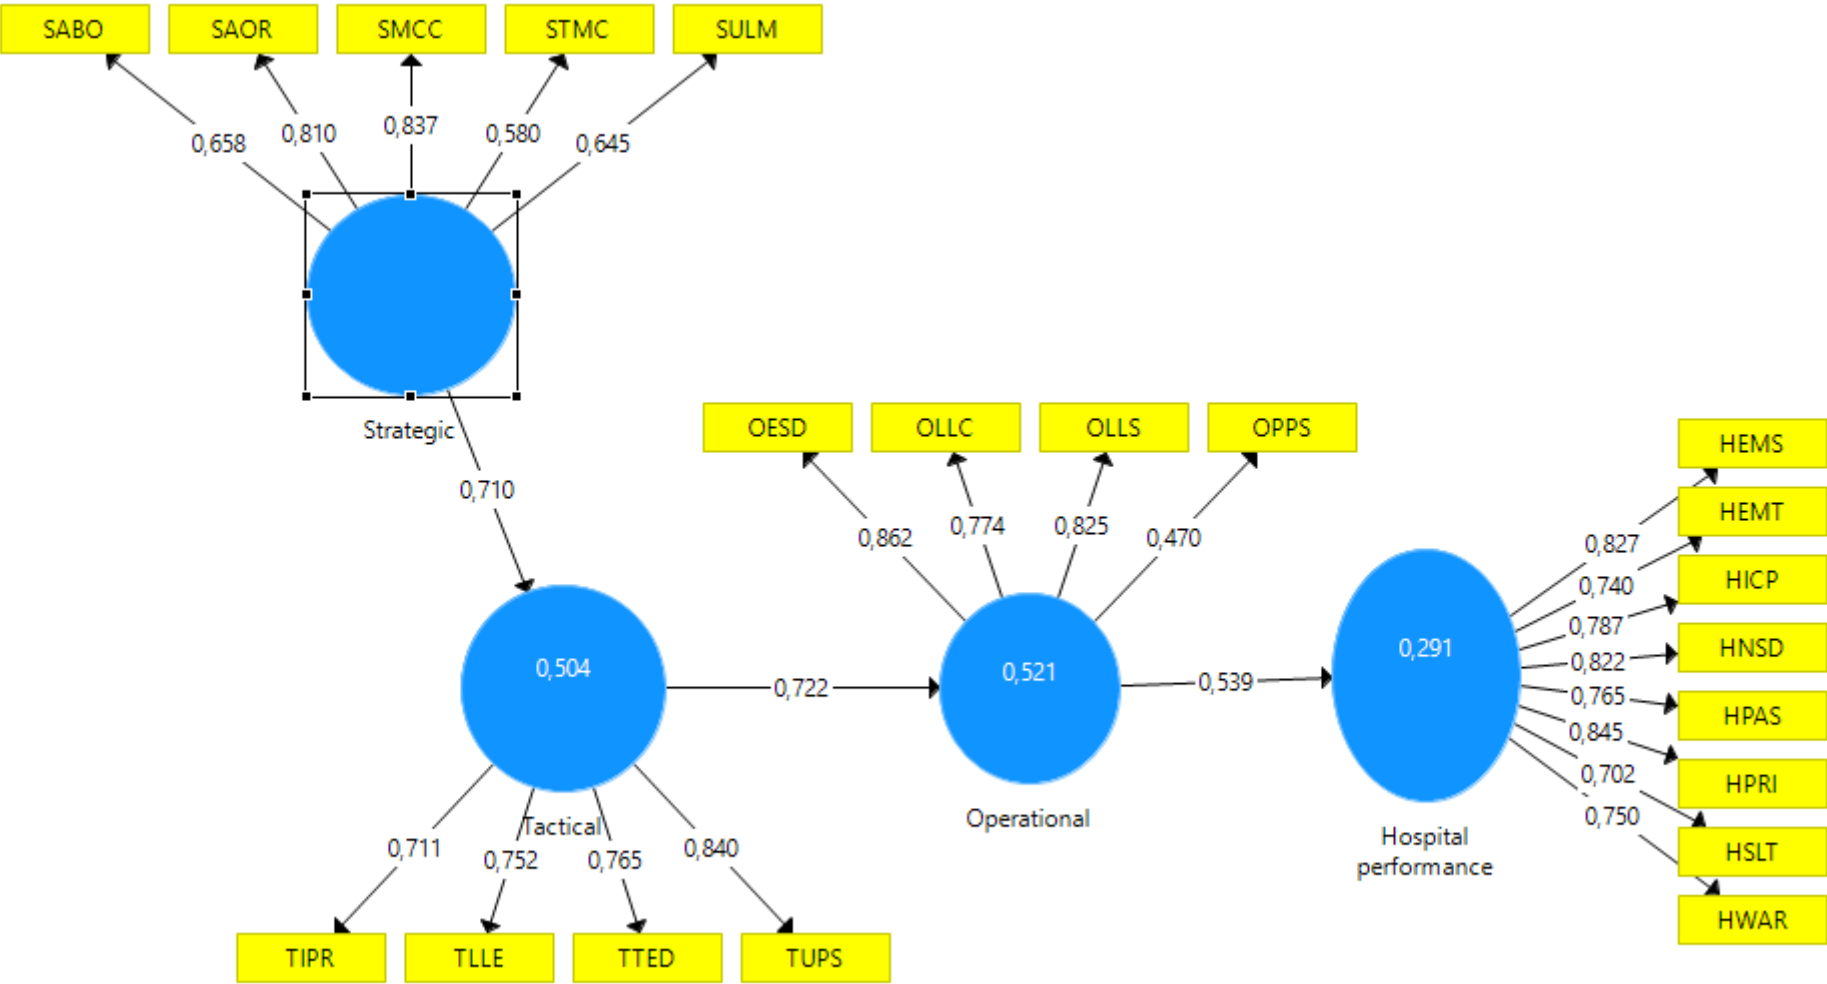 SABO
SAOR
SMCC
STMC
SULM
0,658
0,810
0,837
0,580
0,645
Strategic
0,710
OESD
OLLC
OLLS
OPPS
0,862
0,774
0,825
0,470
0,504
Tactical
0,722
0,521
Operational
0,539
0,291
Hospital
performance
0,711
0,752
0,765
0,840
TIPR
TLLE
TTED
TUPS
0,827
0,740
0,787
0,822
0,765
0,845
0,702
0,750
HEMS
HEMT
HICP
HNSD
HPAS
HPRI
HSLT
HWAR